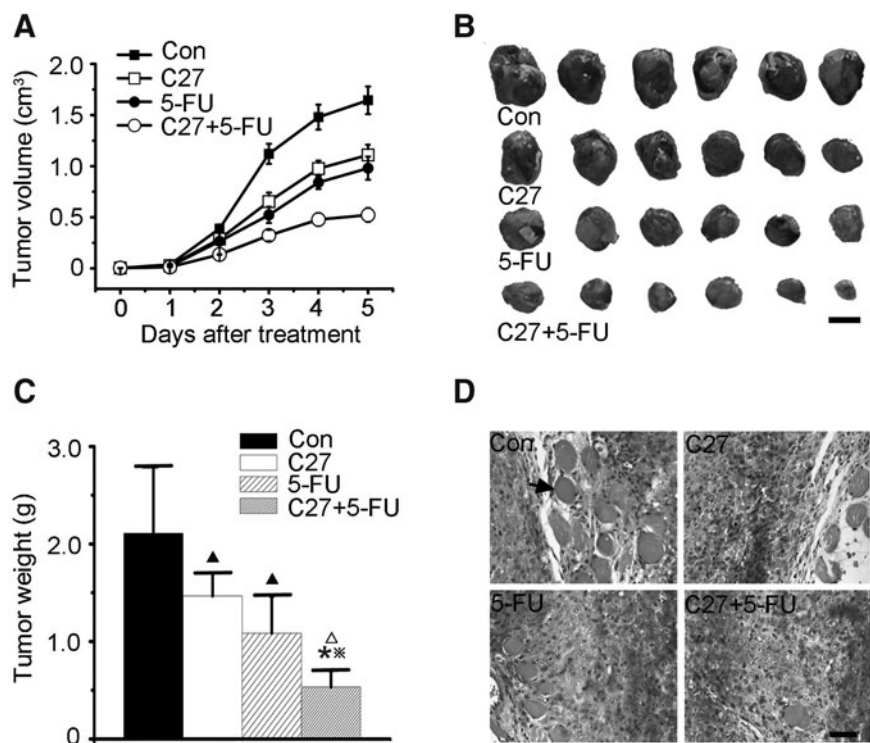 A
Con
C27
5-FU
C27+5-FU
Tumor volume (cm³)
2.0
1.5
1.0
0.5
0
0 1 2 3 4 5
Days after treatment
B
Con
C27
5-FU
C27+5-FU
C
Con
C27
5-FU
C27+5-FU
Tumor weight (g)
3.0
2.0
1.0
0
▲
▲
△
*※
D
Con
C27
5-FU
C27+5-FU